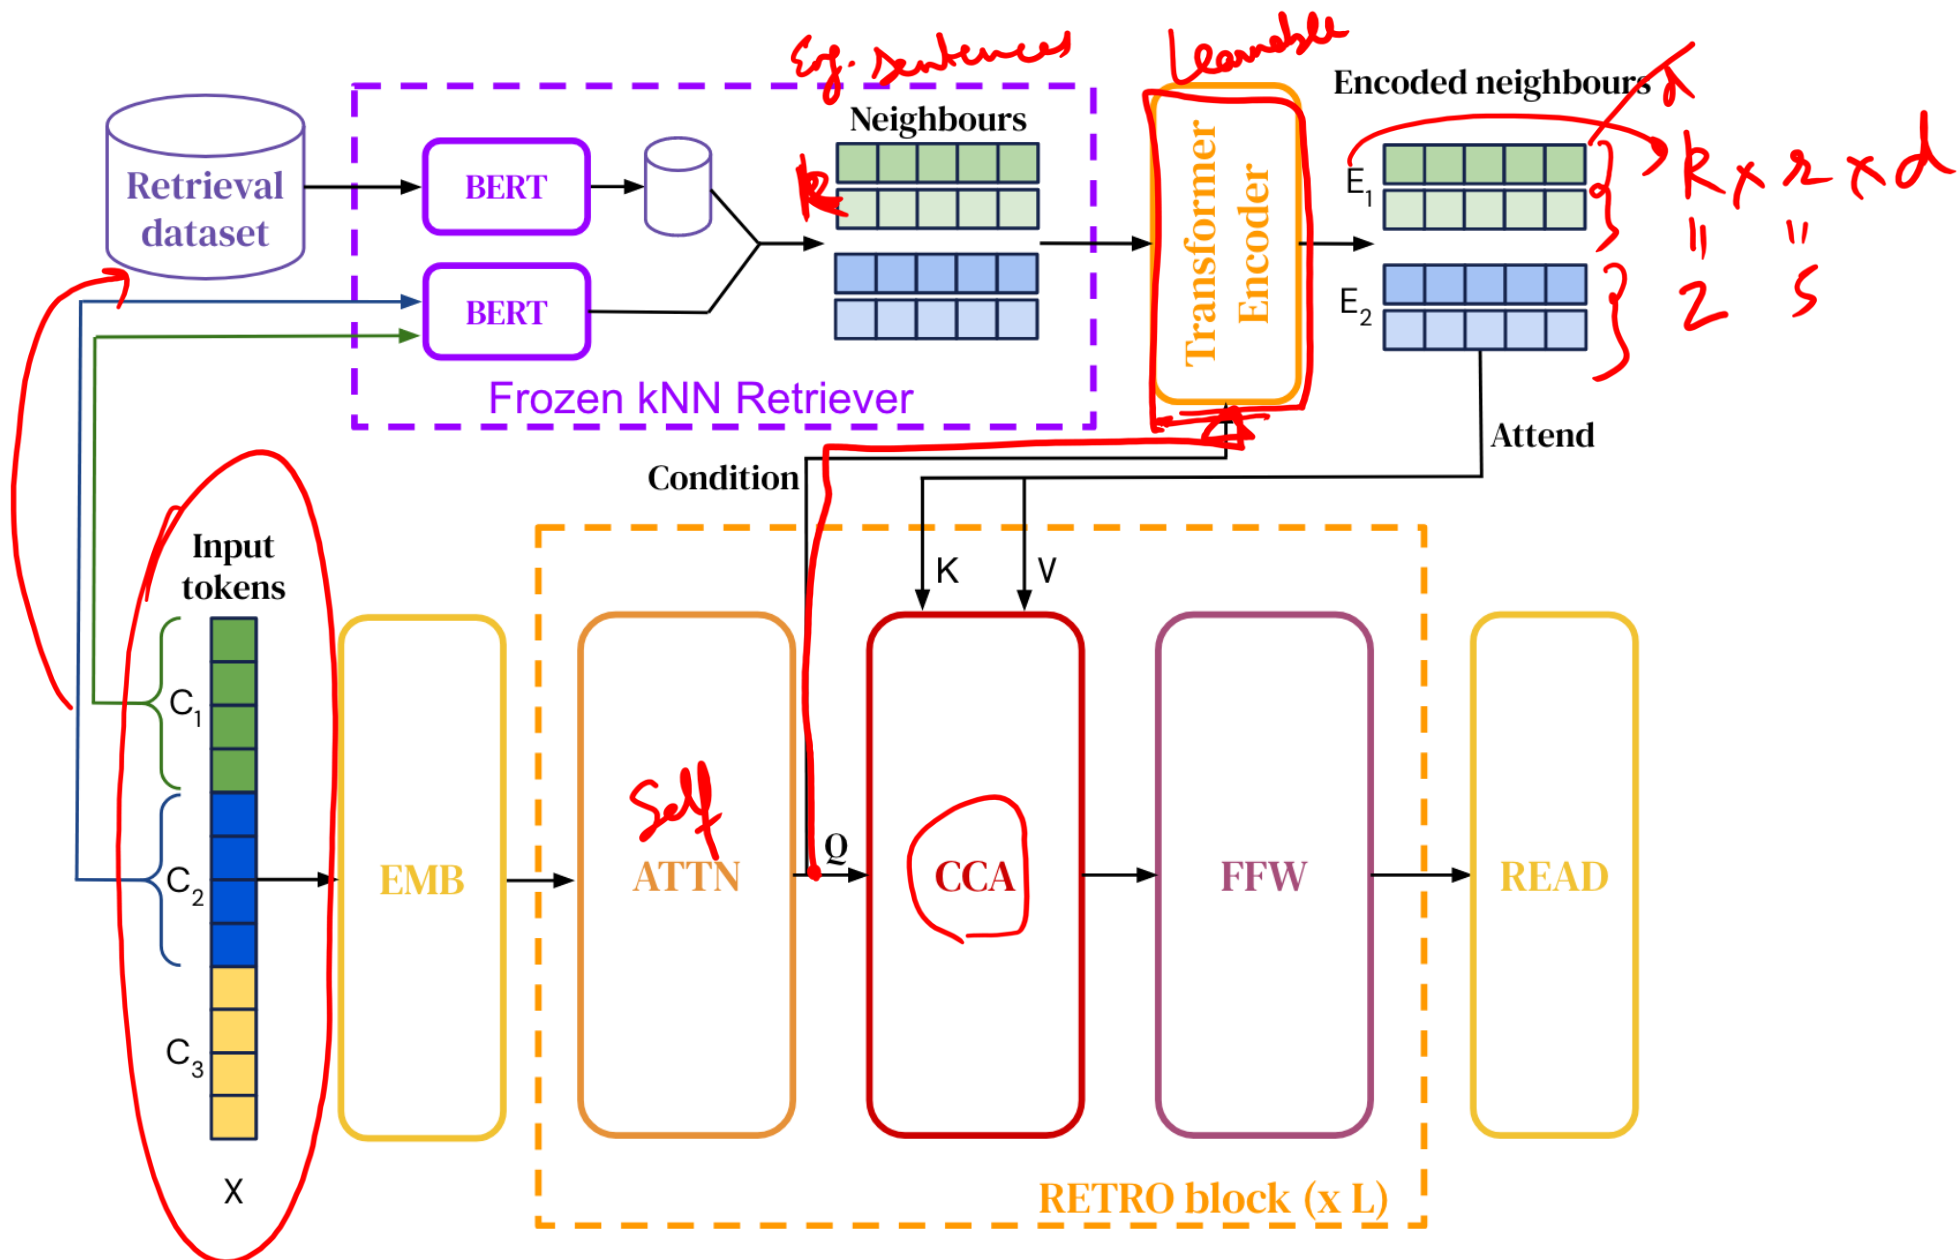 Eng. Sentences
Learnable
Encoded neighbours
Neighbours
Retrieval
dataset
BERT
BERT
k
Transformer
Encoder
E1
E2
k x r x d
" "
2 5
Frozen kNN Retriever
Condition
Attend
Input
tokens
K
V
C1
C2
C3
X
EMB
Self
ATTN
Q
CCA
FFW
READ
RETRO block (x L)